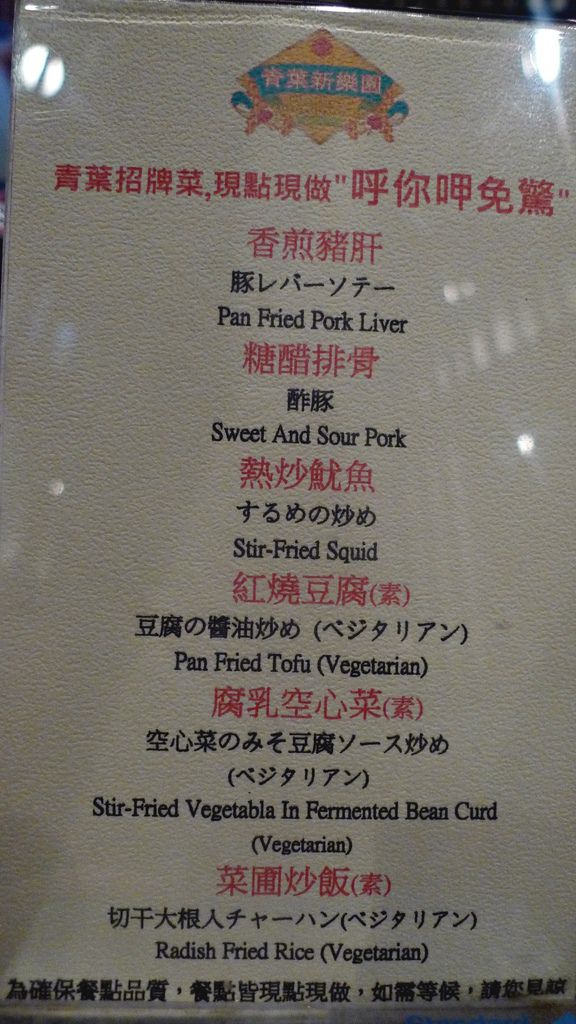 青葉新樂園
青葉招牌菜,現點現做"呼你呷免驚"
香煎豬肝
豚レバーソテー
Pan Fried Pork Liver
糖醋排骨
酢豚
Sweet And Sour Pork
熱炒魷魚
するめの炒め
Stir-Fried Squid
紅燒豆腐(素)
豆腐の醬油炒め (ベジタリアン)
Pan Fried Tofu (Vegetarian)
腐乳空心菜(素)
空心菜のみそ豆腐ソース炒め
(ベジタリアン)
Stir-Fried Vegetabla In Fermented Bean Curd
(Vegetarian)
菜圃炒飯(素)
切干大根人チャーハン(ベジタリアン)
Radish Fried Rice (Vegetarian)
為確保餐點品質，餐點皆現點現做，如需等候，請您見諒